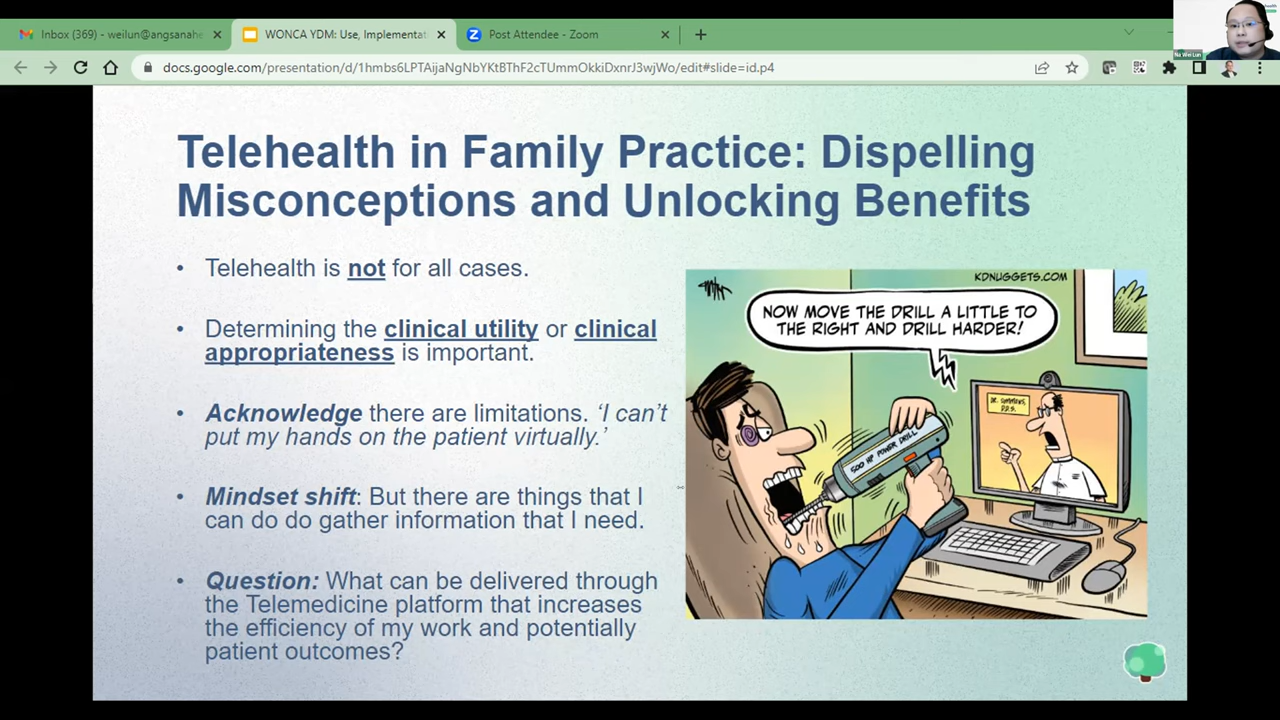 Inbox (369) - weilun@angsanahe
WONCA YDM: Use, Implementat
Post Attendee - Zoom
docs.google.com/presentation/d/1hmbs6LPTAijaNgNbYKtBThF2cTUmmOkkiDxnrJ3wjWo/edit#slide=id.p4
Na Wei Lun
Telehealth in Family Practice: Dispelling
Misconceptions and Unlocking Benefits
• Telehealth is not for all cases.
• Determining the clinical utility or clinical
appropriateness is important.
• Acknowledge there are limitations. ‘I can’t
put my hands on the patient virtually.’
• Mindset shift: But there are things that I
can do do gather information that I need.
• Question: What can be delivered through
the Telemedicine platform that increases
the efficiency of my work and potentially
patient outcomes?
KDNUGGETS.COM
NOW MOVE THE DRILL A LITTLE TO
THE RIGHT AND DRILL HARDER!
500 HP POWER DRILL
D.D.S.